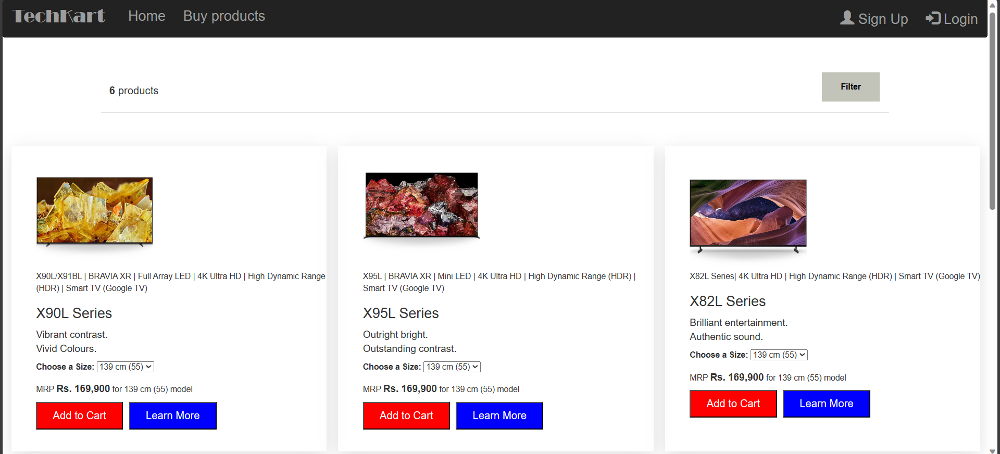 TechKart Home Buy products Sign Up Login
6 products
Filter
X90L/X91BL | BRAVIA XR | Full Array LED | 4K Ultra HD | High Dynamic Range
(HDR) | Smart TV (Google TV)
X90L Series
Vibrant contrast.
Vivid Colours.
Choose a Size: 139 cm (55)
MRP Rs. 169,900 for 139 cm (55) model
Add to Cart Learn More
X95L | BRAVIA XR | Mini LED | 4K Ultra HD | High Dynamic Range (HDR) |
Smart TV (Google TV)
X95L Series
Outright bright.
Outstanding contrast.
Choose a Size: 139 cm (55)
MRP Rs. 169,900 for 139 cm (55) model
Add to Cart Learn More
X82L Series| 4K Ultra HD | High Dynamic Range (HDR) | Smart TV (Google TV)
X82L Series
Brilliant entertainment.
Authentic sound.
Choose a Size: 139 cm (55)
MRP Rs. 169,900 for 139 cm (55) model
Add to Cart Learn More